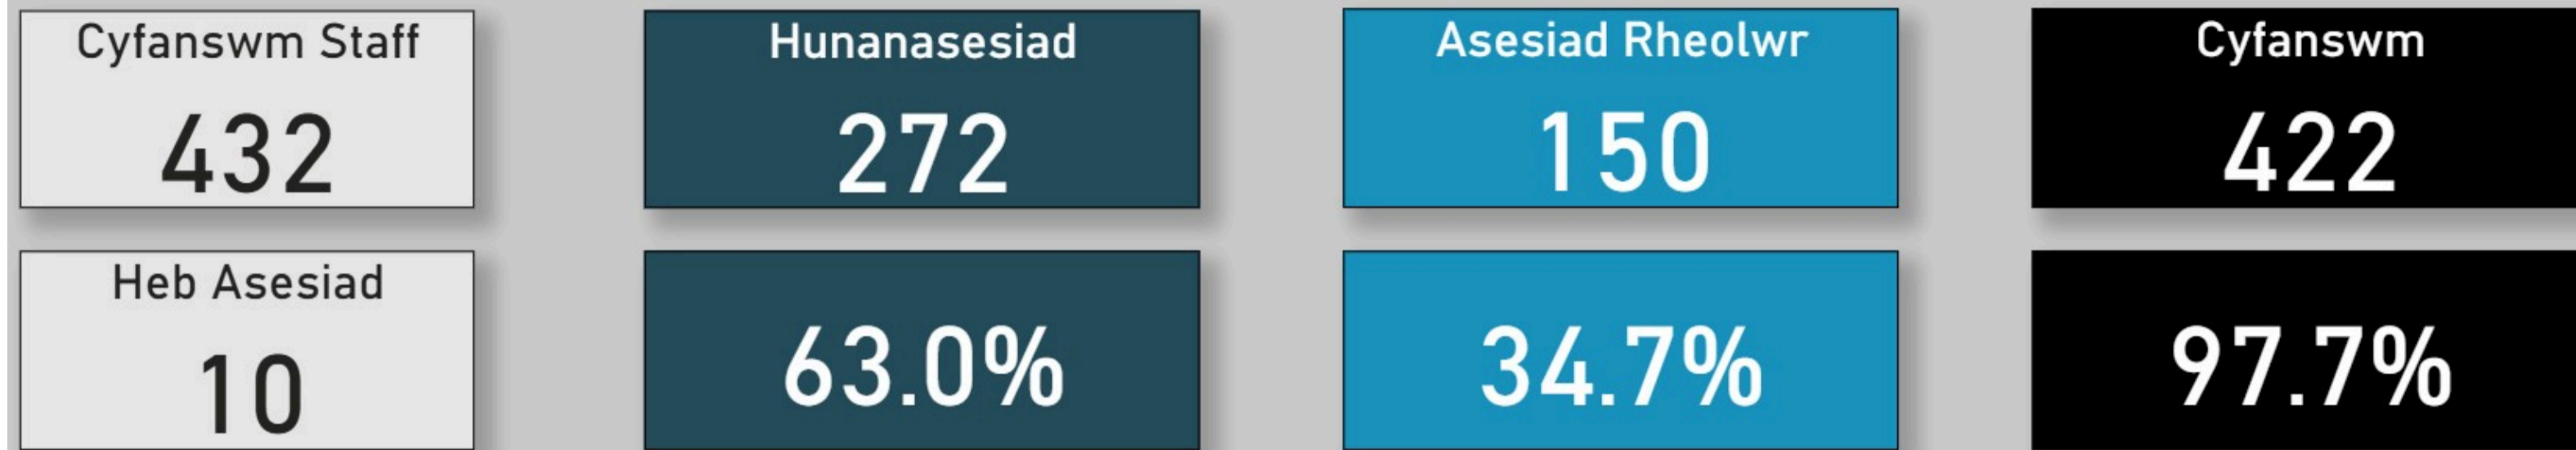 Cyfanswm Staff
432
Hunanasesiad
272
Asesiad Rheolwr
150
Cyfanswm
422
Heb Asesiad
10
63.0%
34.7%
97.7%